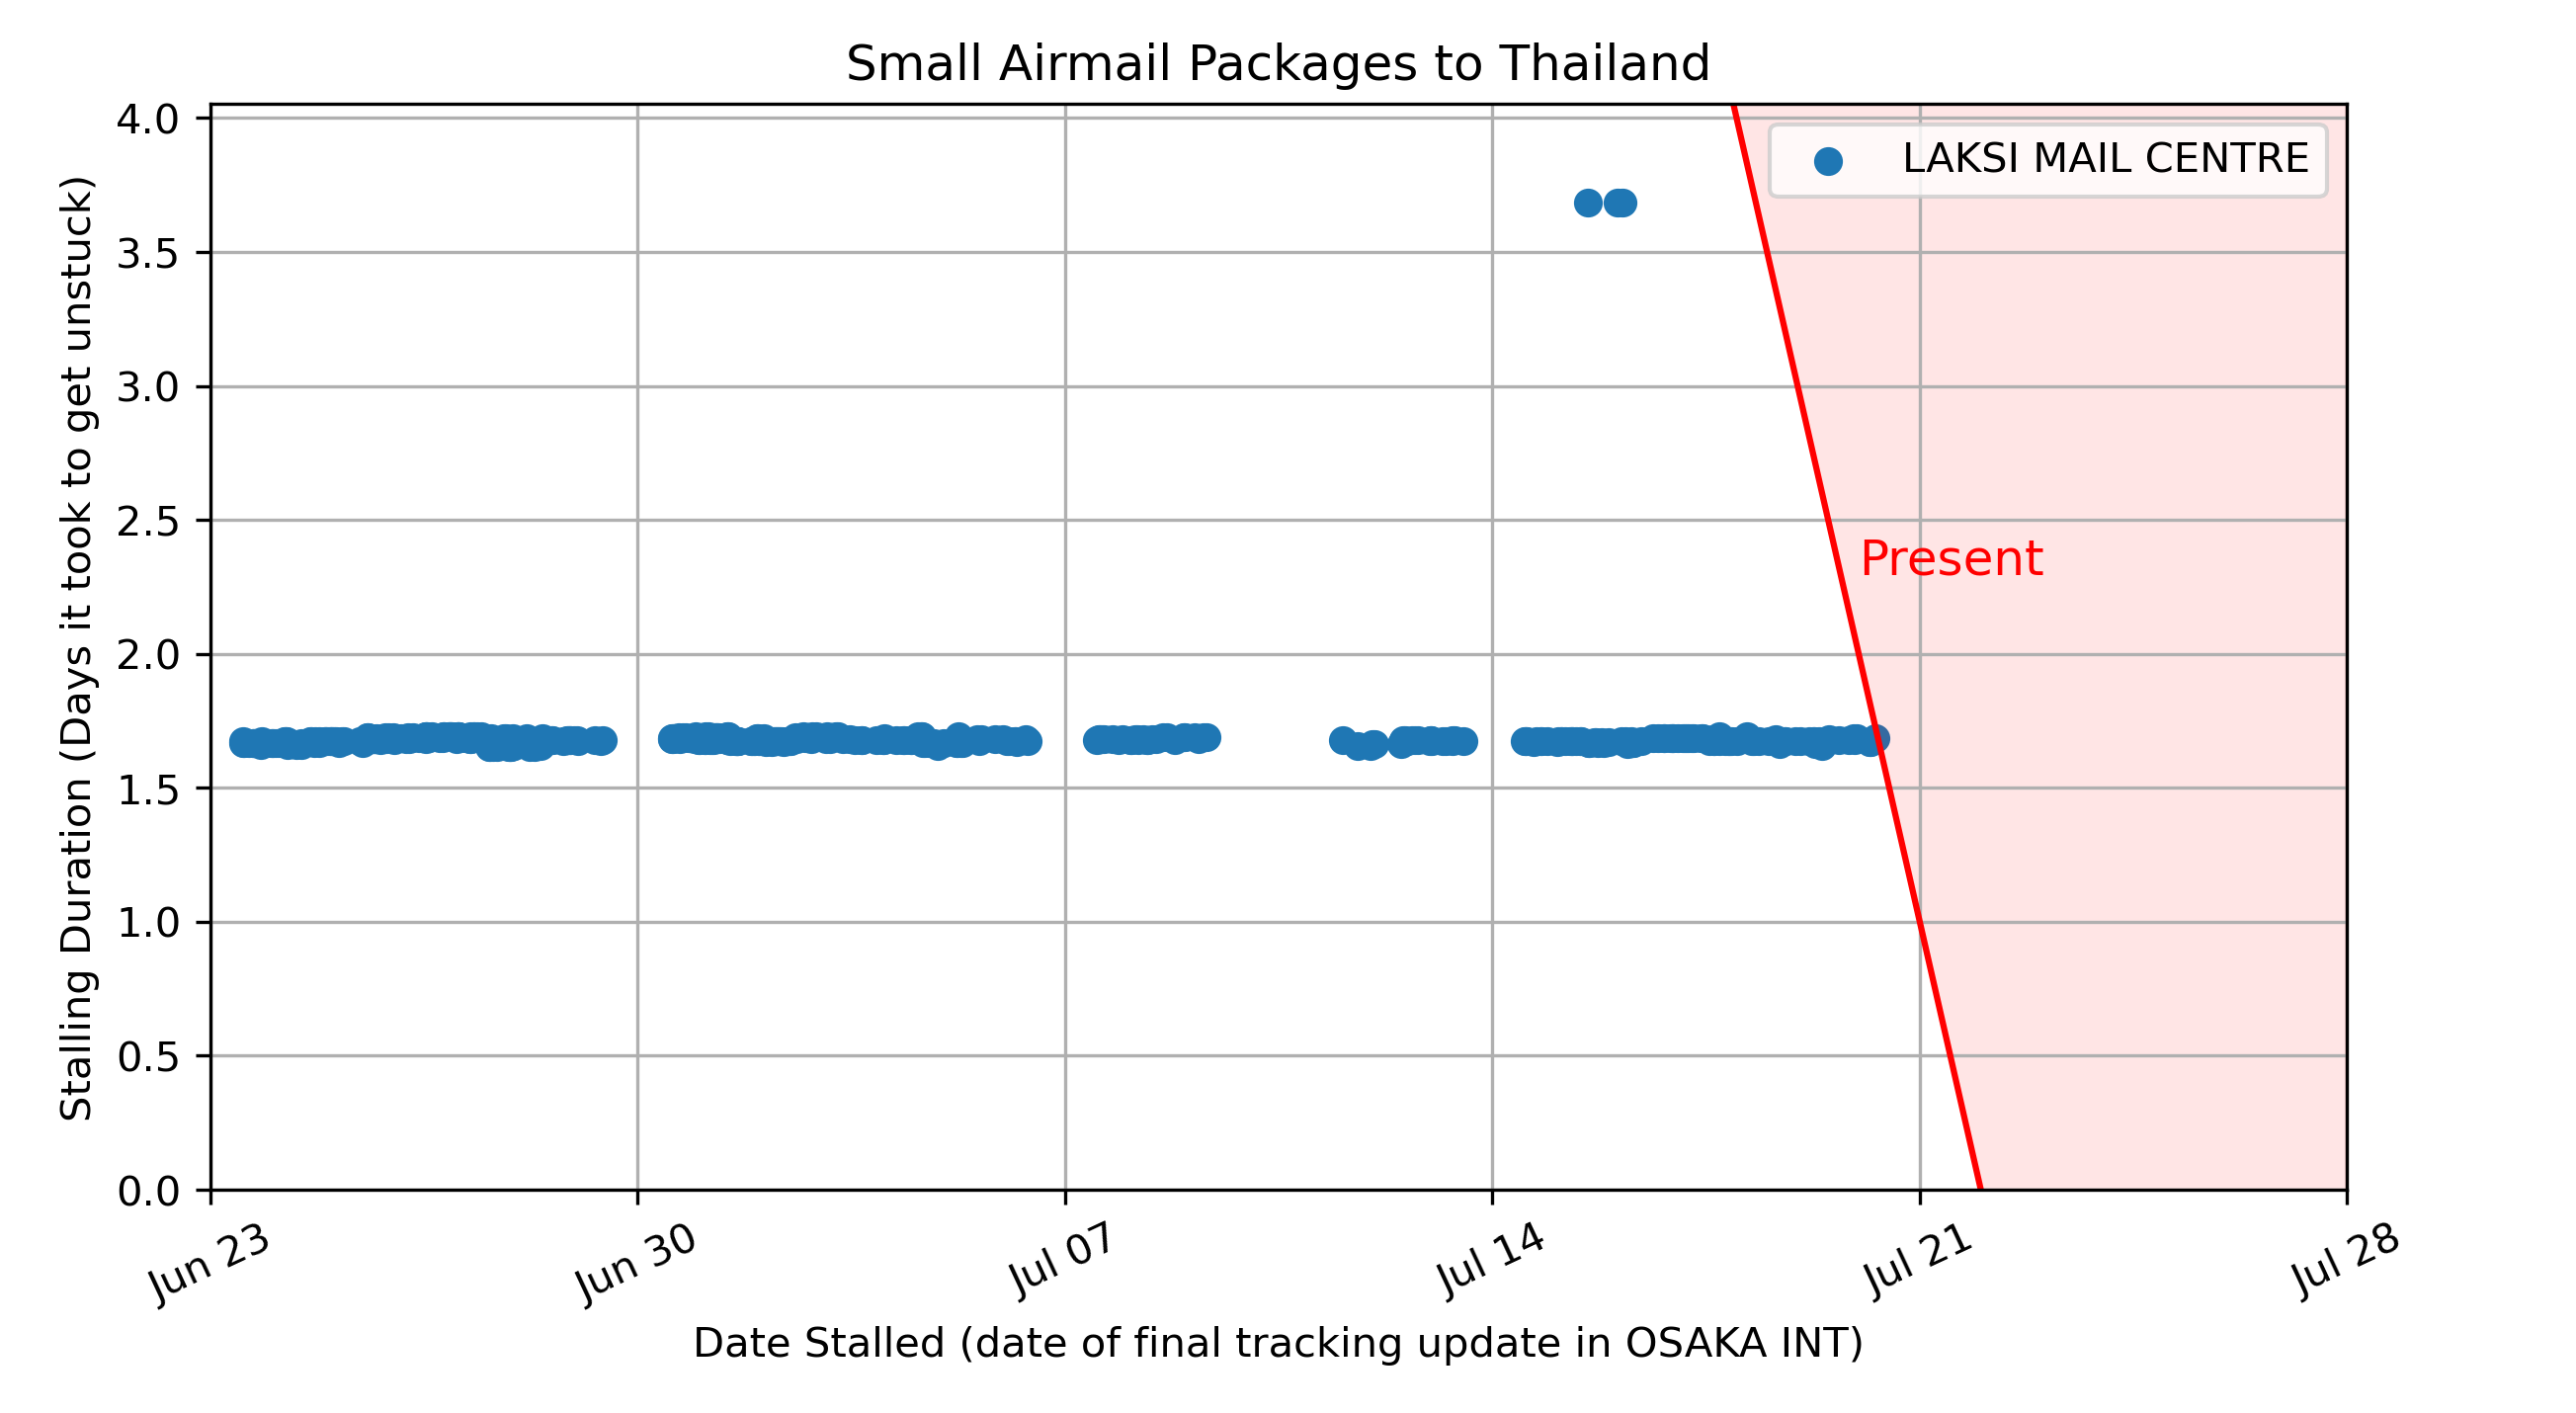 Small Airmail Packages to Thailand
Stalling Duration (Days it took to get unstuck)
4.0
3.5
3.0
2.5
2.0
1.5
1.0
0.5
0.0
LAKSI MAIL CENTRE
Present
Jun 23
Jun 30
Jul 07
Jul 14
Jul 21
Jul 28
Date Stalled (date of final tracking update in OSAKA INT)